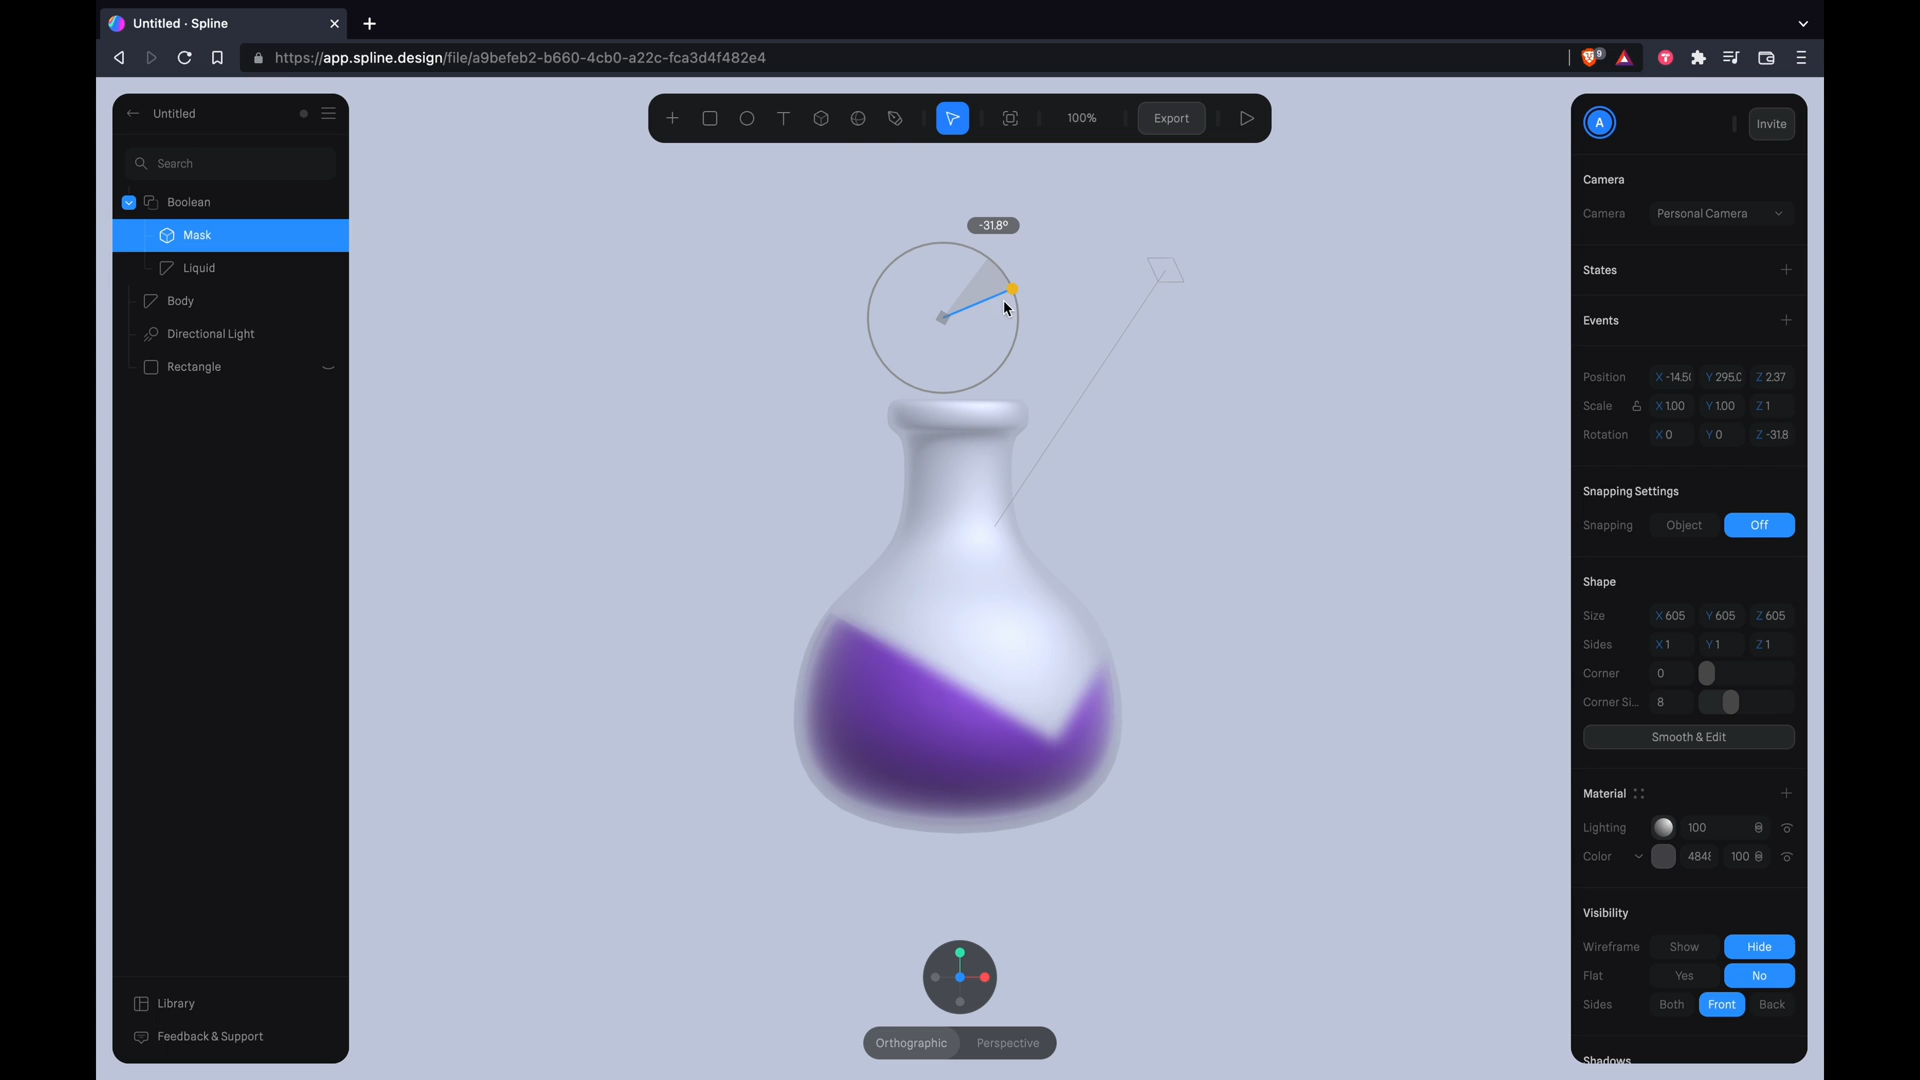 Untitled · Spline
https://app.spline.design/file/a9befeb2-b660-4cb0-a22c-fca3d4f482e4
9
Untitled
Search
Boolean
Mask
Liquid
Body
Directional Light
Rectangle
Library
Feedback & Support
T
100%
Export
-31.8º
Orthographic
Perspective
A
Invite
Camera
Camera Personal Camera
States
Events
Position X -14.5( Y 295.0 Z 2.37
Scale X 1.00 Y 1.00 Z 1
Rotation X 0 Y 0 Z -31.8
Snapping Settings
Snapping Object Off
Shape
Size X 605 Y 605 Z 605
Sides X 1 Y 1 Z 1
Corner 0
Corner Si... 8
Smooth & Edit
Material
Lighting 100
Color 4848 100
Visibility
Wireframe Show Hide
Flat Yes No
Sides Both Front Back
Shadows